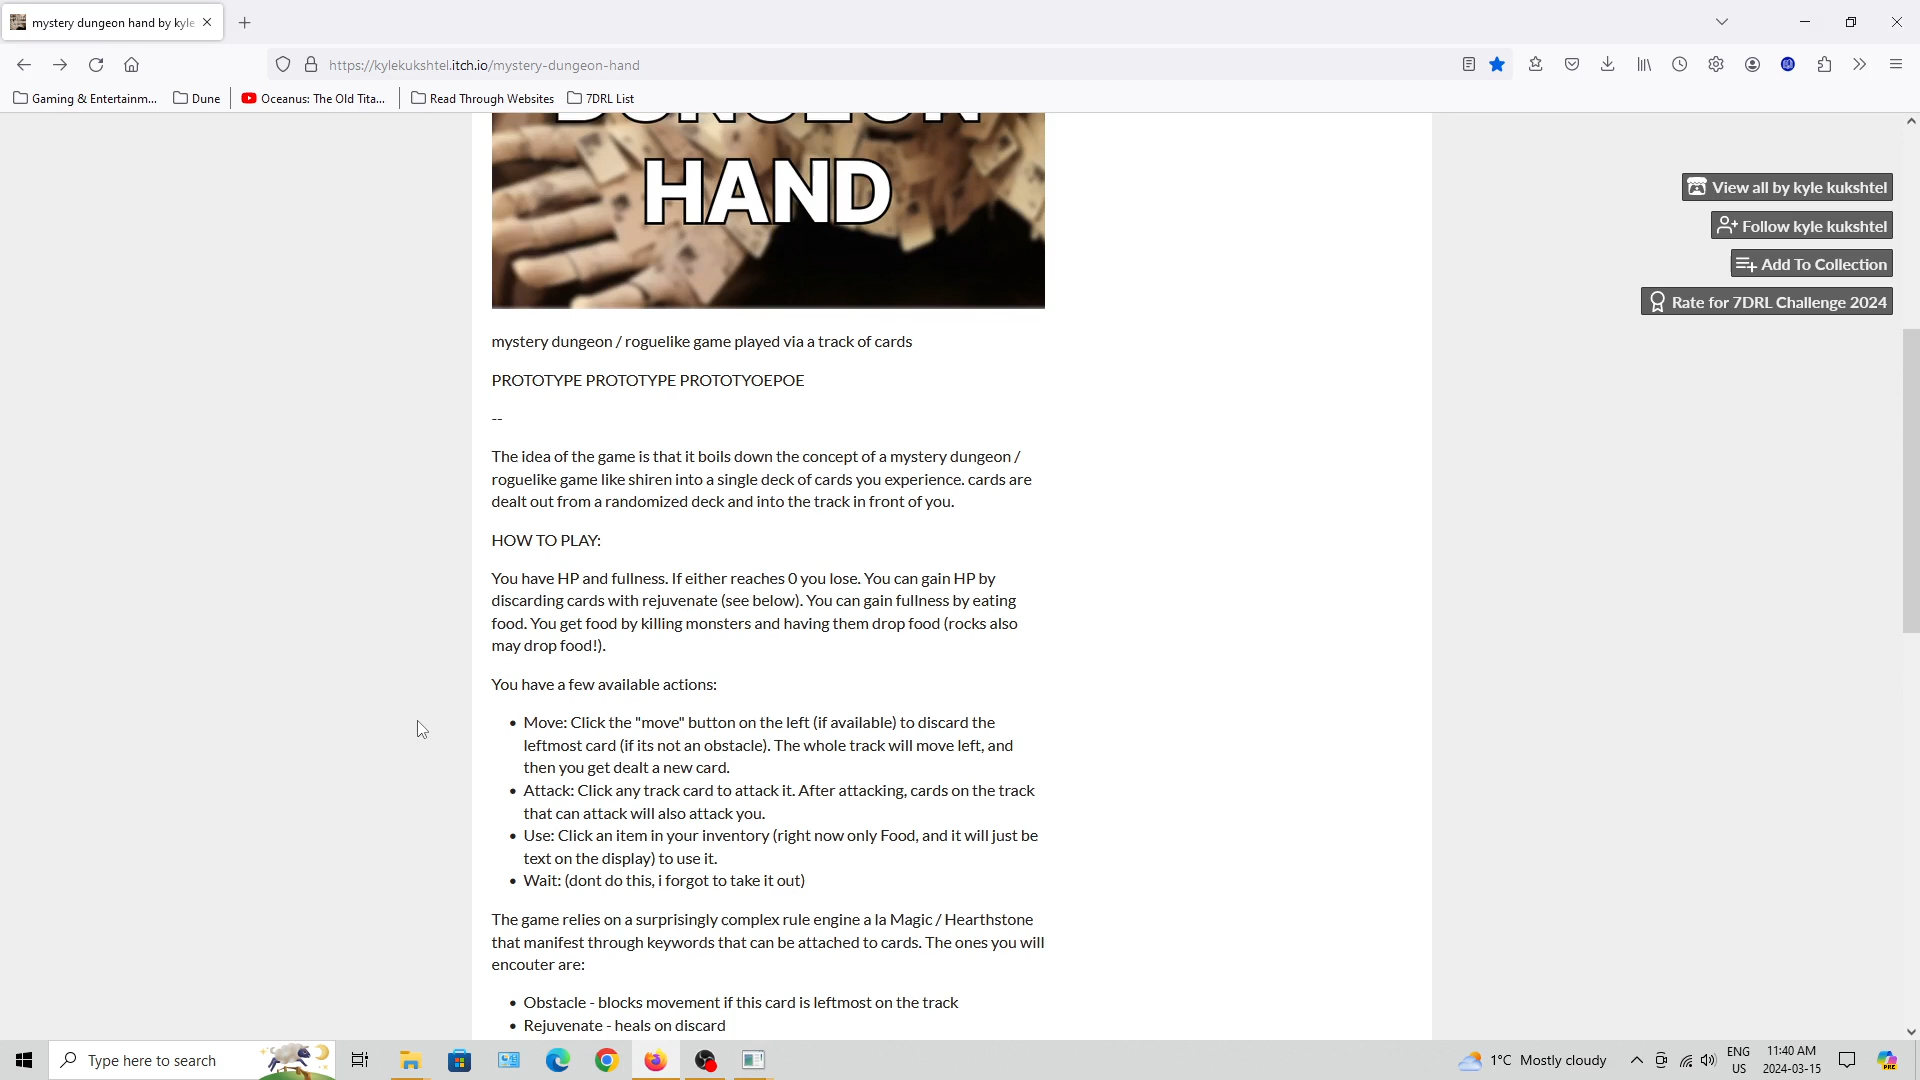 mystery dungeon hand by kyle
https://kylekukshtel.itch.io/mystery-dungeon-hand
Gaming & Entertainm... Dune Oceanus: The Old Tita... Read Through Websites 7DRL List
DUNGEON
HAND
View all by kyle kukshtel
Follow kyle kukshtel
Add To Collection
Rate for 7DRL Challenge 2024
mystery dungeon / roguelike game played via a track of cards
PROTOTYPE PROTOTYPE PROTOTYOEPOE
--
The idea of the game is that it boils down the concept of a mystery dungeon /
roguelike game like shiren into a single deck of cards you experience. cards are
dealt out from a randomized deck and into the track in front of you.
HOW TO PLAY:
You have HP and fullness. If either reaches 0 you lose. You can gain HP by
discarding cards with rejuvenate (see below). You can gain fullness by eating
food. You get food by killing monsters and having them drop food (rocks also
may drop food!).
You have a few available actions:
• Move: Click the "move" button on the left (if available) to discard the
leftmost card (if its not an obstacle). The whole track will move left, and
then you get dealt a new card.
• Attack: Click any track card to attack it. After attacking, cards on the track
that can attack will also attack you.
• Use: Click an item in your inventory (right now only Food, and it will just be
text on the display) to use it.
• Wait: (dont do this, i forgot to take it out)
The game relies on a surprisingly complex rule engine a la Magic / Hearthstone
that manifest through keywords that can be attached to cards. The ones you will
encouter are:
• Obstacle - blocks movement if this card is leftmost on the track
• Rejuvenate - heals on discard
Type here to search
1°C Mostly cloudy
ENG
US
11:40 AM
2024-03-15
PRE